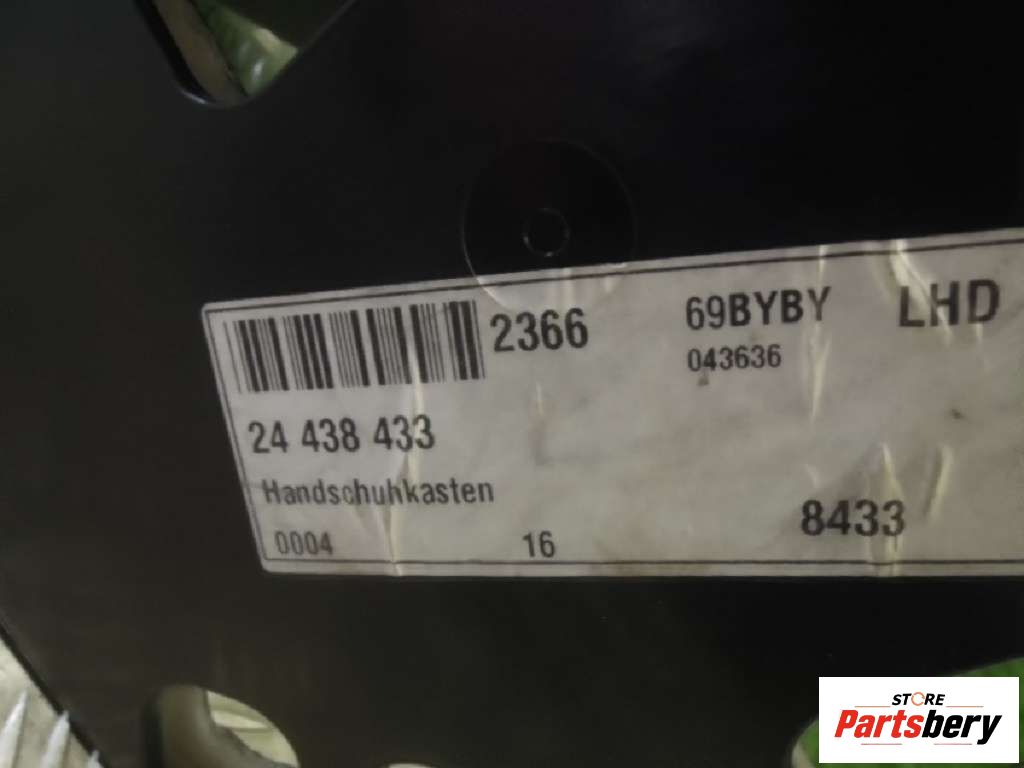 2366 69BYBY LHD
043636
24 438 433
Handschuhkasten
8433
0004 16
STORE
Partsbery